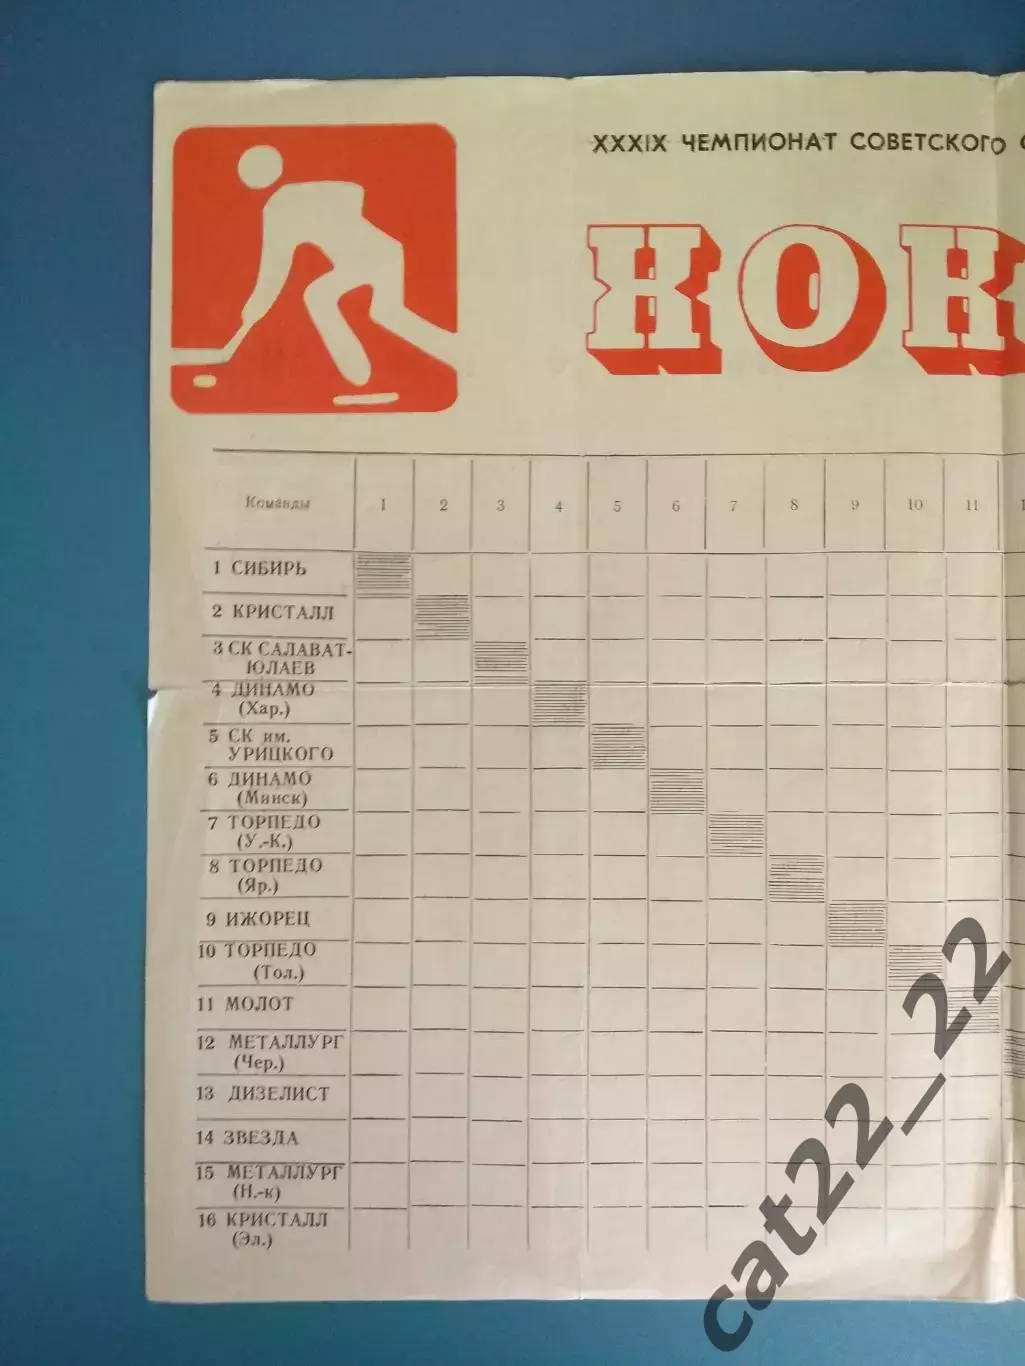 XXXIX ЧЕМПИОНАТ СОВЕТСКОГО С
ХОК
Команды 1 2 3 4 5 6 7 8 9 10 11 1
1 СИБИРЬ
2 КРИСТАЛЛ
3 СК САЛАВАТ-
ЮЛАЕВ
4 ДИНАМО
(Хар.)
5 СК им.
УРИЦКОГО
6 ДИНАМО
(Минск)
7 ТОРПЕДО
(У.-К.)
8 ТОРПЕДО
(Яр.)
9 ИЖОРЕЦ
10 ТОРПЕДО
(Тол.)
11 МОЛОТ
12 МЕТАЛЛУРГ
(Чер.)
13 ДИЗЕЛИСТ
14 ЗВЕЗДА
15 МЕТАЛЛУРГ
(Н.-к)
16 КРИСТАЛЛ
(Эл.)
cat22_22